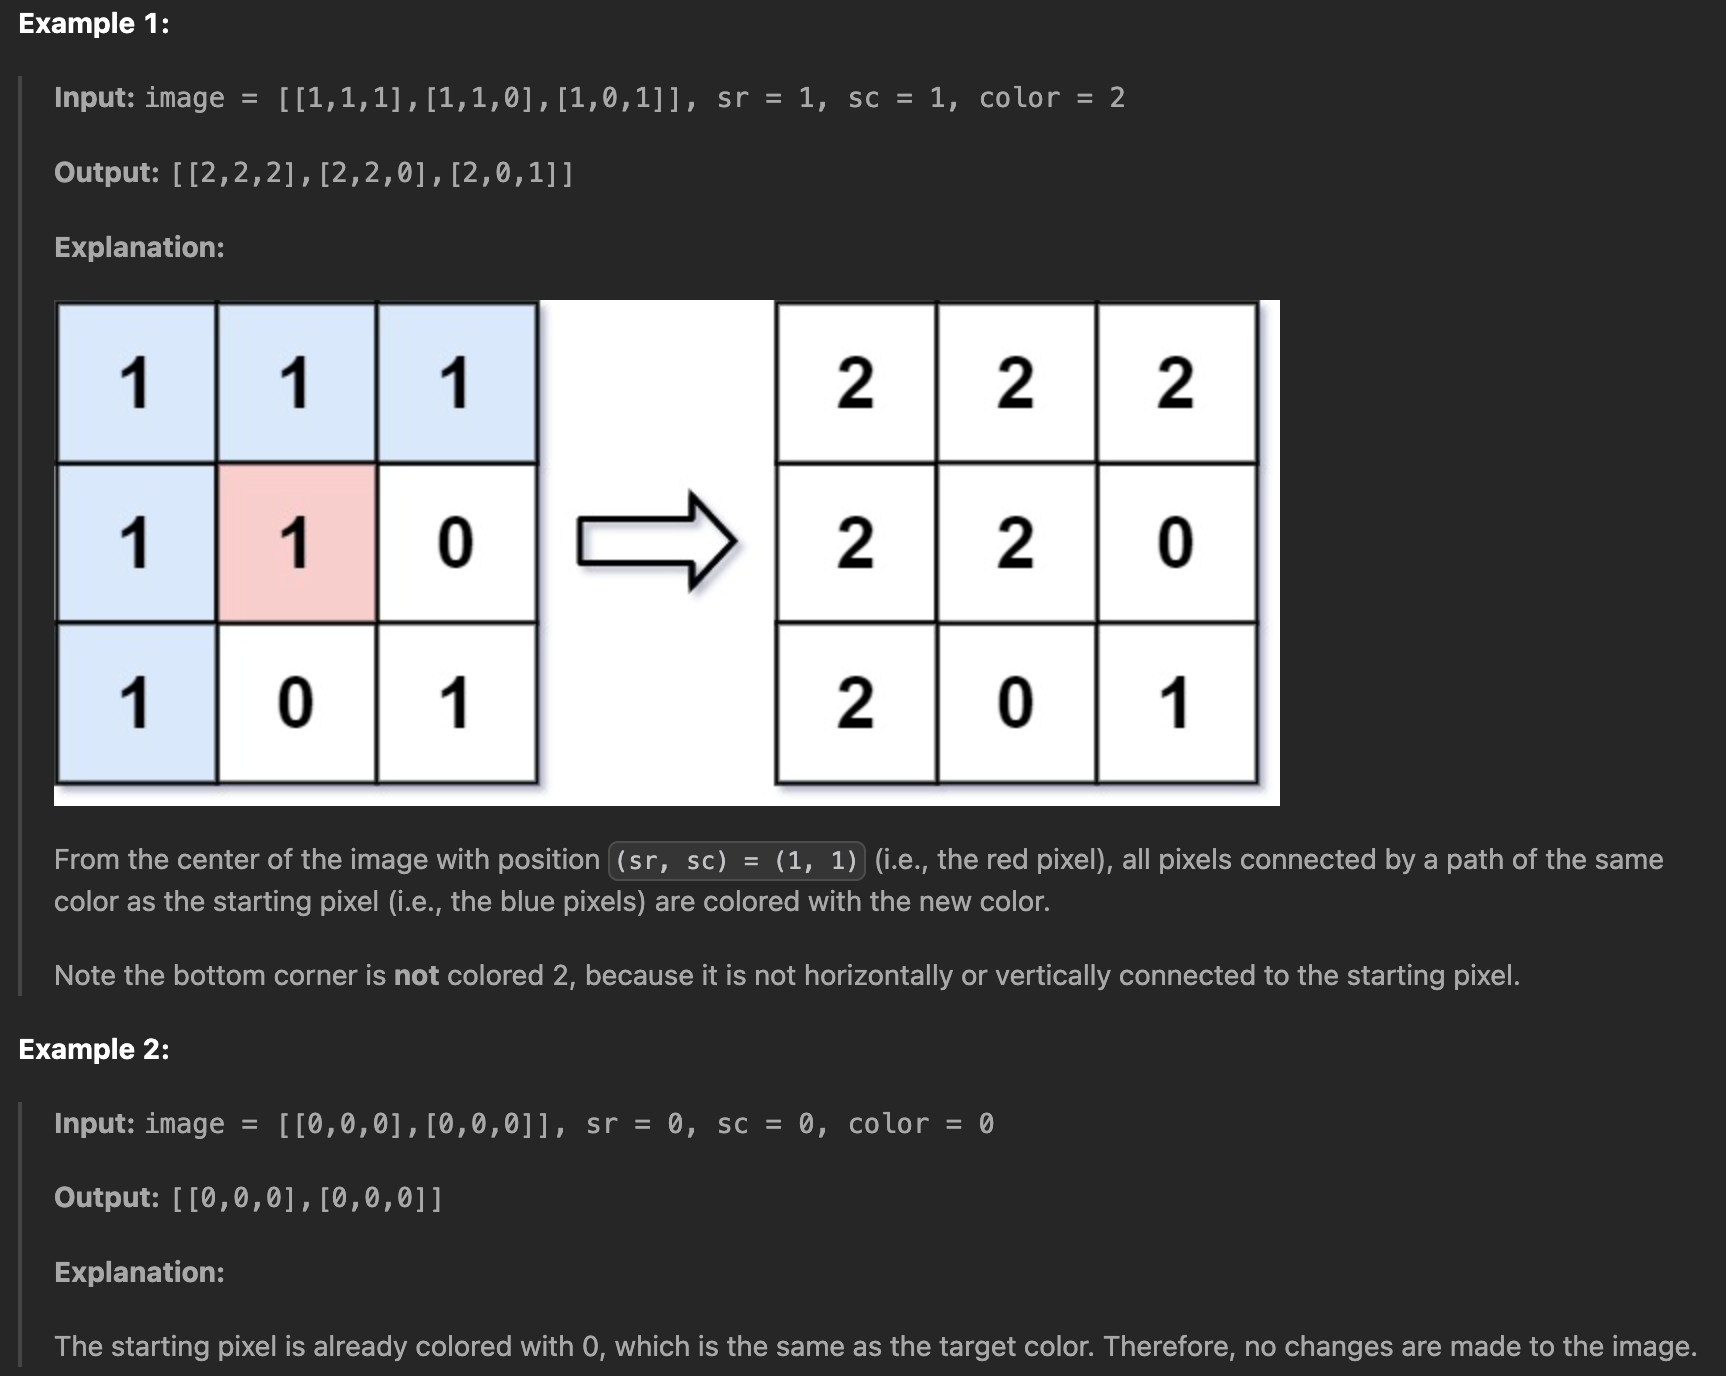 Example 1:
Input: image = [[1,1,1],[1,1,0],[1,0,1]], sr = 1, sc = 1, color = 2
Output: [[2,2,2],[2,2,0],[2,0,1]]
Explanation:
1 1 1 2 2 2
1 1 0 2 2 0
1 0 1 2 0 1
From the center of the image with position (sr, sc) = (1, 1) (i.e., the red pixel), all pixels connected by a path of the same
color as the starting pixel (i.e., the blue pixels) are colored with the new color.
Note the bottom corner is not colored 2, because it is not horizontally or vertically connected to the starting pixel.
Example 2:
Input: image = [[0,0,0],[0,0,0]], sr = 0, sc = 0, color = 0
Output: [[0,0,0],[0,0,0]]
Explanation:
The starting pixel is already colored with 0, which is the same as the target color. Therefore, no changes are made to the image.